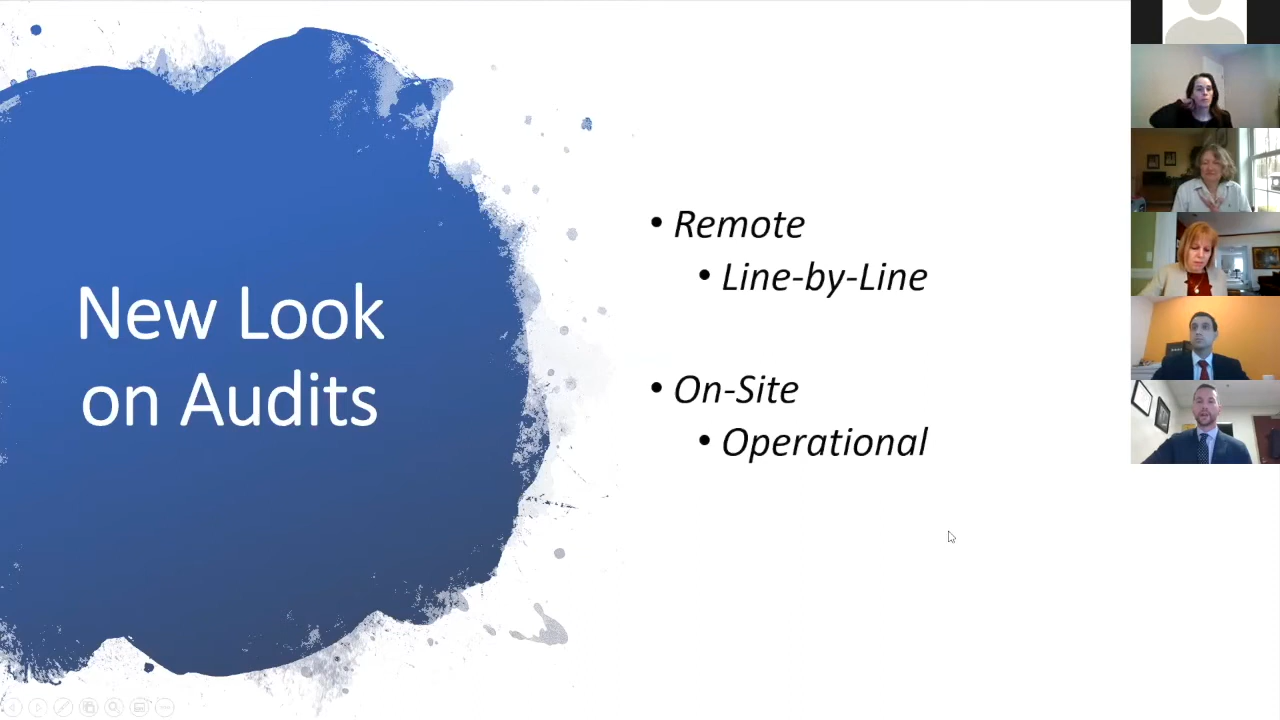 New Look
on Audits
• Remote
• Line-by-Line
• On-Site
• Operational